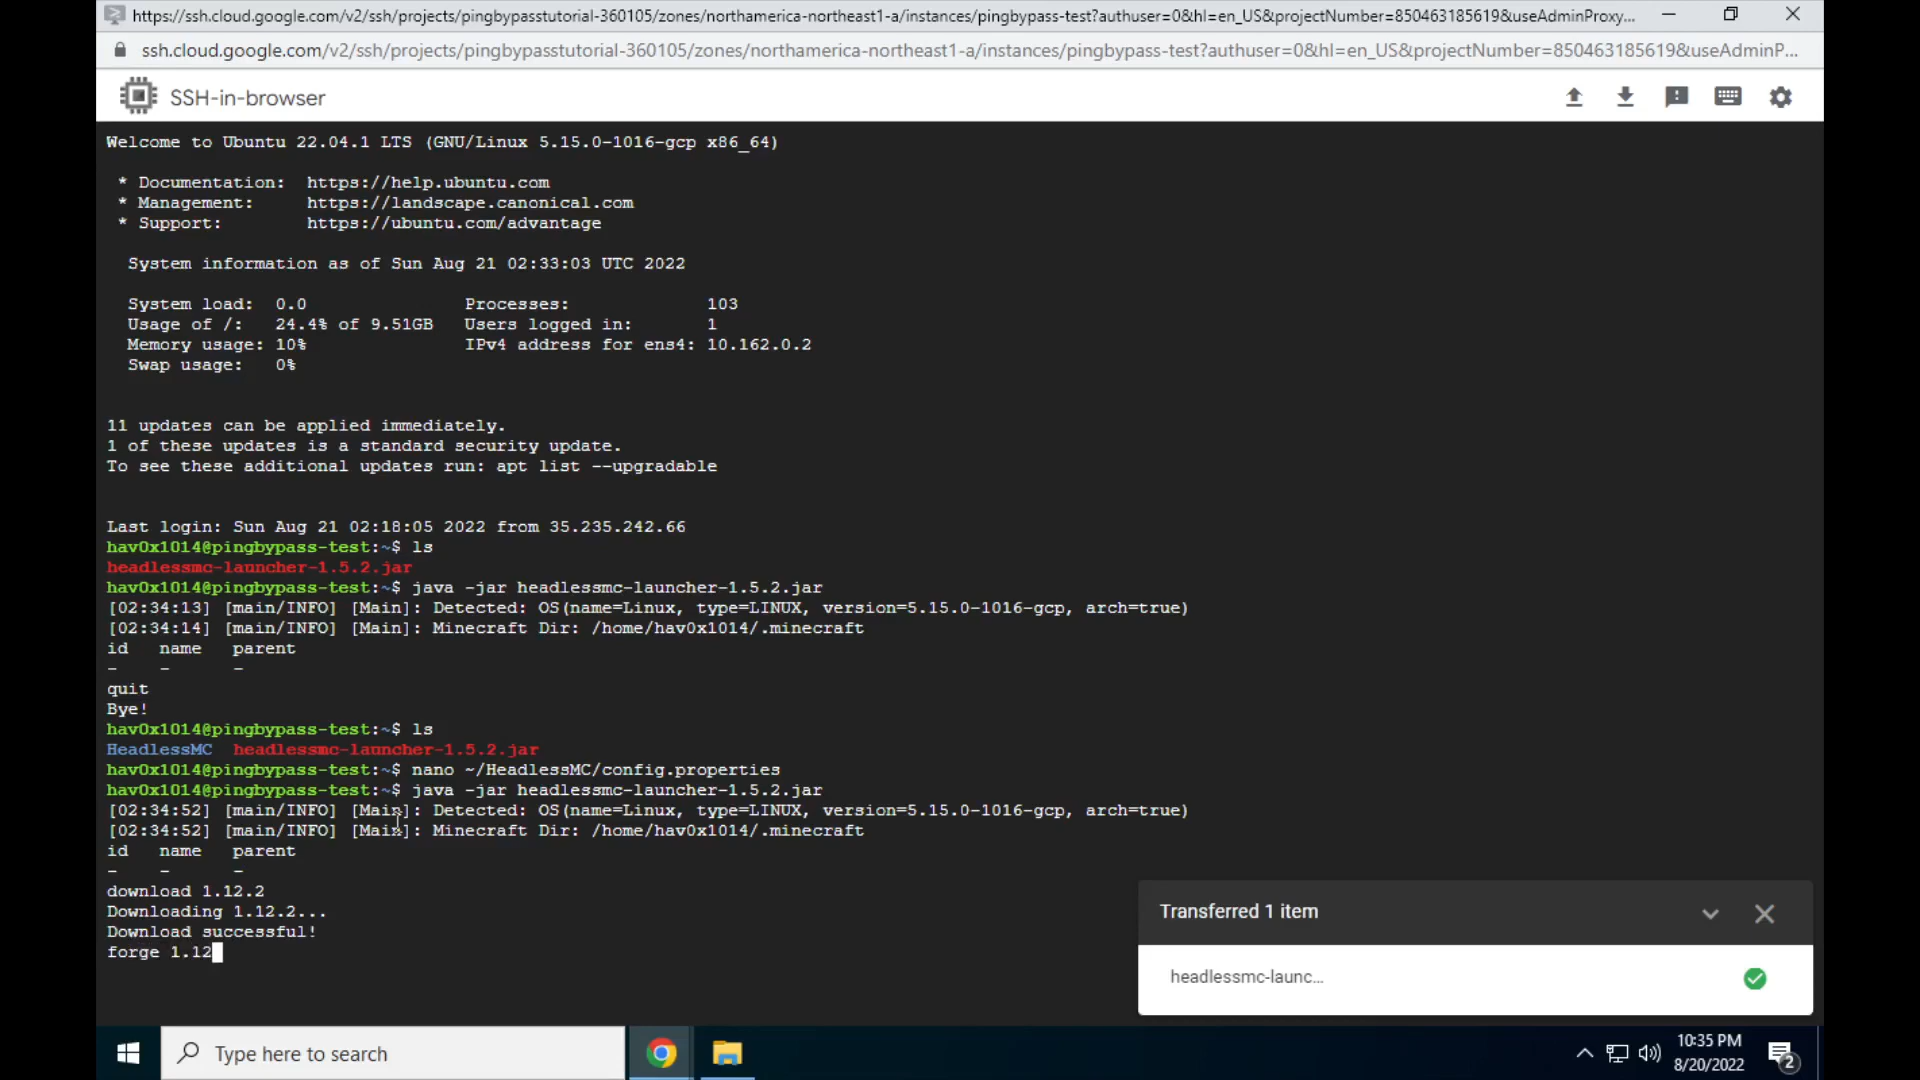 https://ssh.cloud.google.com/v2/ssh/projects/pingbypasstutorial-360105/zones/northamerica-northeast1-a/instances/pingbypass-test?authuser=0&hl=en_US&projectNumber=850463185619&useAdminProxy...
ssh.cloud.google.com/v2/ssh/projects/pingbypasstutorial-360105/zones/northamerica-northeast1-a/instances/pingbypass-test?authuser=0&hl=en_US&projectNumber=850463185619&useAdminP...
SSH-in-browser
Welcome to Ubuntu 22.04.1 LTS (GNU/Linux 5.15.0-1016-gcp x86_64)
* Documentation: https://help.ubuntu.com
* Management: https://landscape.canonical.com
* Support: https://ubuntu.com/advantage
System information as of Sun Aug 21 02:33:03 UTC 2022
System load: 0.0 Processes: 103
Usage of /: 24.4% of 9.51GB Users logged in: 1
Memory usage: 10% IPv4 address for ens4: 10.162.0.2
Swap usage: 0%
11 updates can be applied immediately.
1 of these updates is a standard security update.
To see these additional updates run: apt list --upgradable
Last login: Sun Aug 21 02:18:05 2022 from 35.235.242.66
hav0x1014@pingbypass-test:~$ ls
headlessmc-launcher-1.5.2.jar
hav0x1014@pingbypass-test:~$ java -jar headlessmc-launcher-1.5.2.jar
[02:34:13] [main/INFO] [Main]: Detected: OS(name=Linux, type=LINUX, version=5.15.0-1016-gcp, arch=true)
[02:34:14] [main/INFO] [Main]: Minecraft Dir: /home/hav0x1014/.minecraft
id name parent
- - -
quit
Bye!
hav0x1014@pingbypass-test:~$ ls
HeadlessMC headlessmc-launcher-1.5.2.jar
hav0x1014@pingbypass-test:~$ nano ~/HeadlessMC/config.properties
hav0x1014@pingbypass-test:~$ java -jar headlessmc-launcher-1.5.2.jar
[02:34:52] [main/INFO] [Main]: Detected: OS(name=Linux, type=LINUX, version=5.15.0-1016-gcp, arch=true)
[02:34:52] [main/INFO] [Main]: Minecraft Dir: /home/hav0x1014/.minecraft
id name parent
- - -
download 1.12.2
Downloading 1.12.2...
Download successful!
forge 1.12
Transferred 1 item
headlessmc-launc...
Type here to search
10:35 PM
8/20/2022
2